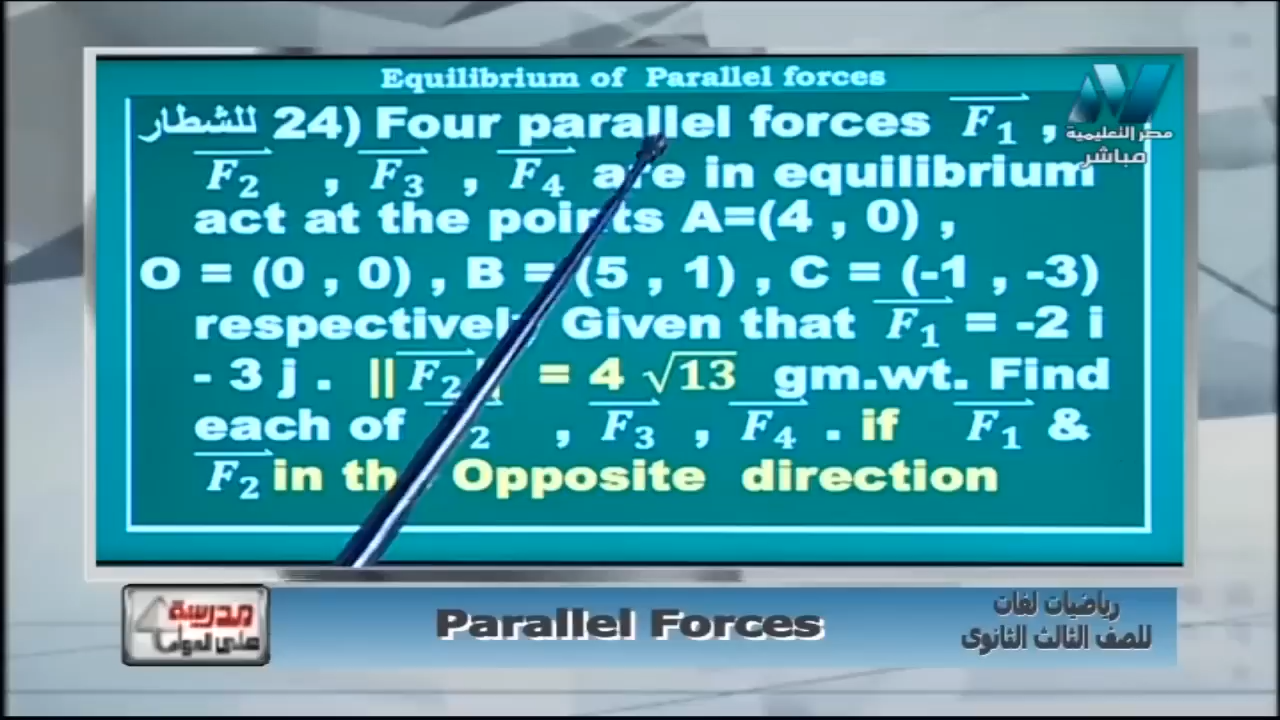 Equilibrium of Parallel forces
للشطار 24) Four parallel forces F₁ ,
F₂ , F₃ , F₄ are in equilibrium
act at the points A=(4 , 0) ,
O = (0 , 0) , B = (5 , 1) , C = (-1 , -3)
Given that F₁ = -2 i
- 3 j . ||F₂|| = 4 √13 gm.wt. Find
each of F₂ , F₃ , F₄ . if F₁ &
F₂ in Opposite direction
مصر التعليمية
مباشر
مدرسة
على الهواء
Parallel Forces
رياضيات لغات
للصف الثالث الثانوى